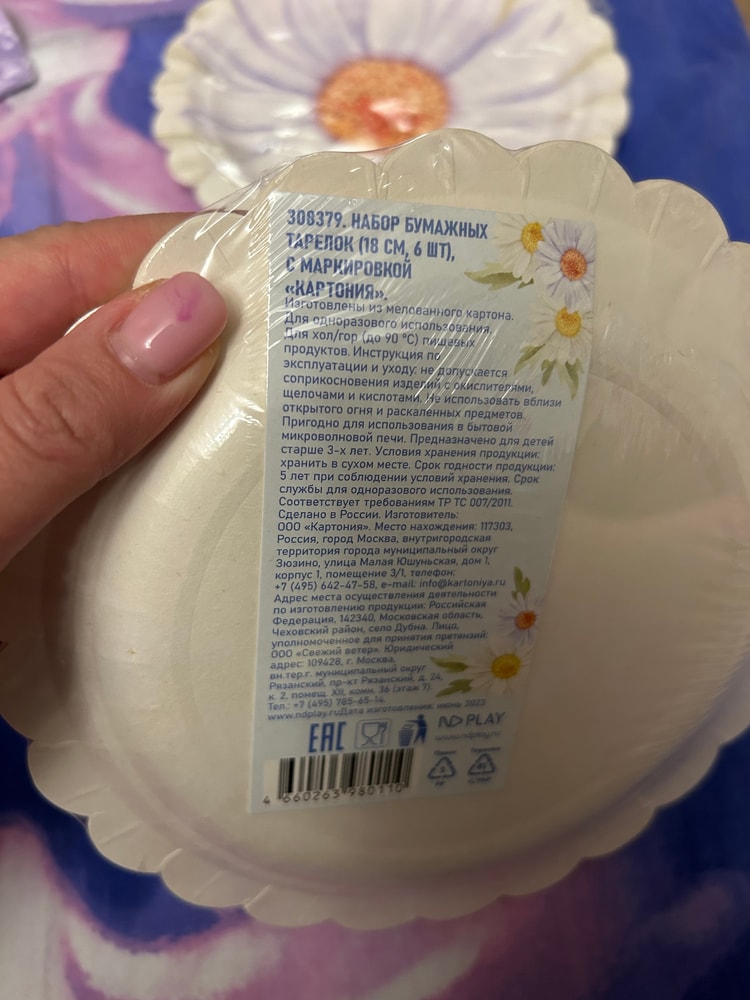 308379. НАБОР БУМАЖНЫХ
ТАРЕЛОК (18 СМ, 6 ШТ),
С МАРКИРОВКОЙ
«КАРТОНИЯ».
Изготовлены из мелованного картона.
Для одноразового использования.
Для хол/гор (до 90 °С) пищевых
продуктов. Инструкция по
эксплуатации и уходу: не допускается
соприкосновения изделий с окислителями,
щелочами и кислотами. Не использовать вблизи
открытого огня и раскаленных предметов.
Пригодно для использования в бытовой
микроволновой печи. Предназначено для детей
старше 3-х лет. Условия хранения продукции:
хранить в сухом месте. Срок годности продукции:
5 лет при соблюдении условий хранения. Срок
службы для одноразового использования.
Соответствует требованиям ТР ТС 007/2011.
Сделано в России. Изготовитель:
ООО «Картония». Место нахождения: 117303,
Россия, город Москва, внутригородская
территория города муниципальный округ
Зюзино, улица Малая Юшуньская, дом 1,
корпус 1, помещение 3/1, телефон:
+7 (495) 642-47-58, e-mail: info@kartoniya.ru
Адрес места осуществления деятельности
по изготовлению продукции: Российская
Федерация, 142340, Московская область,
Чеховский район, село Дубна. Лицо,
уполномоченное для принятия претензий:
ООО «Свежий ветер». Юридический
адрес: 109428, г. Москва,
вн.тер.г. муниципальный округ
Рязанский, пр-кт Рязанский, д. 24,
к. 2, помещ. XII, комн. 36 (этаж 7).
Тел.: +7 (495) 785-65-14.
www.ndplay.ru Дата изготовления: июнь 2023
EAC
ND PLAY
www.ndplay.ru
4 660263 980110